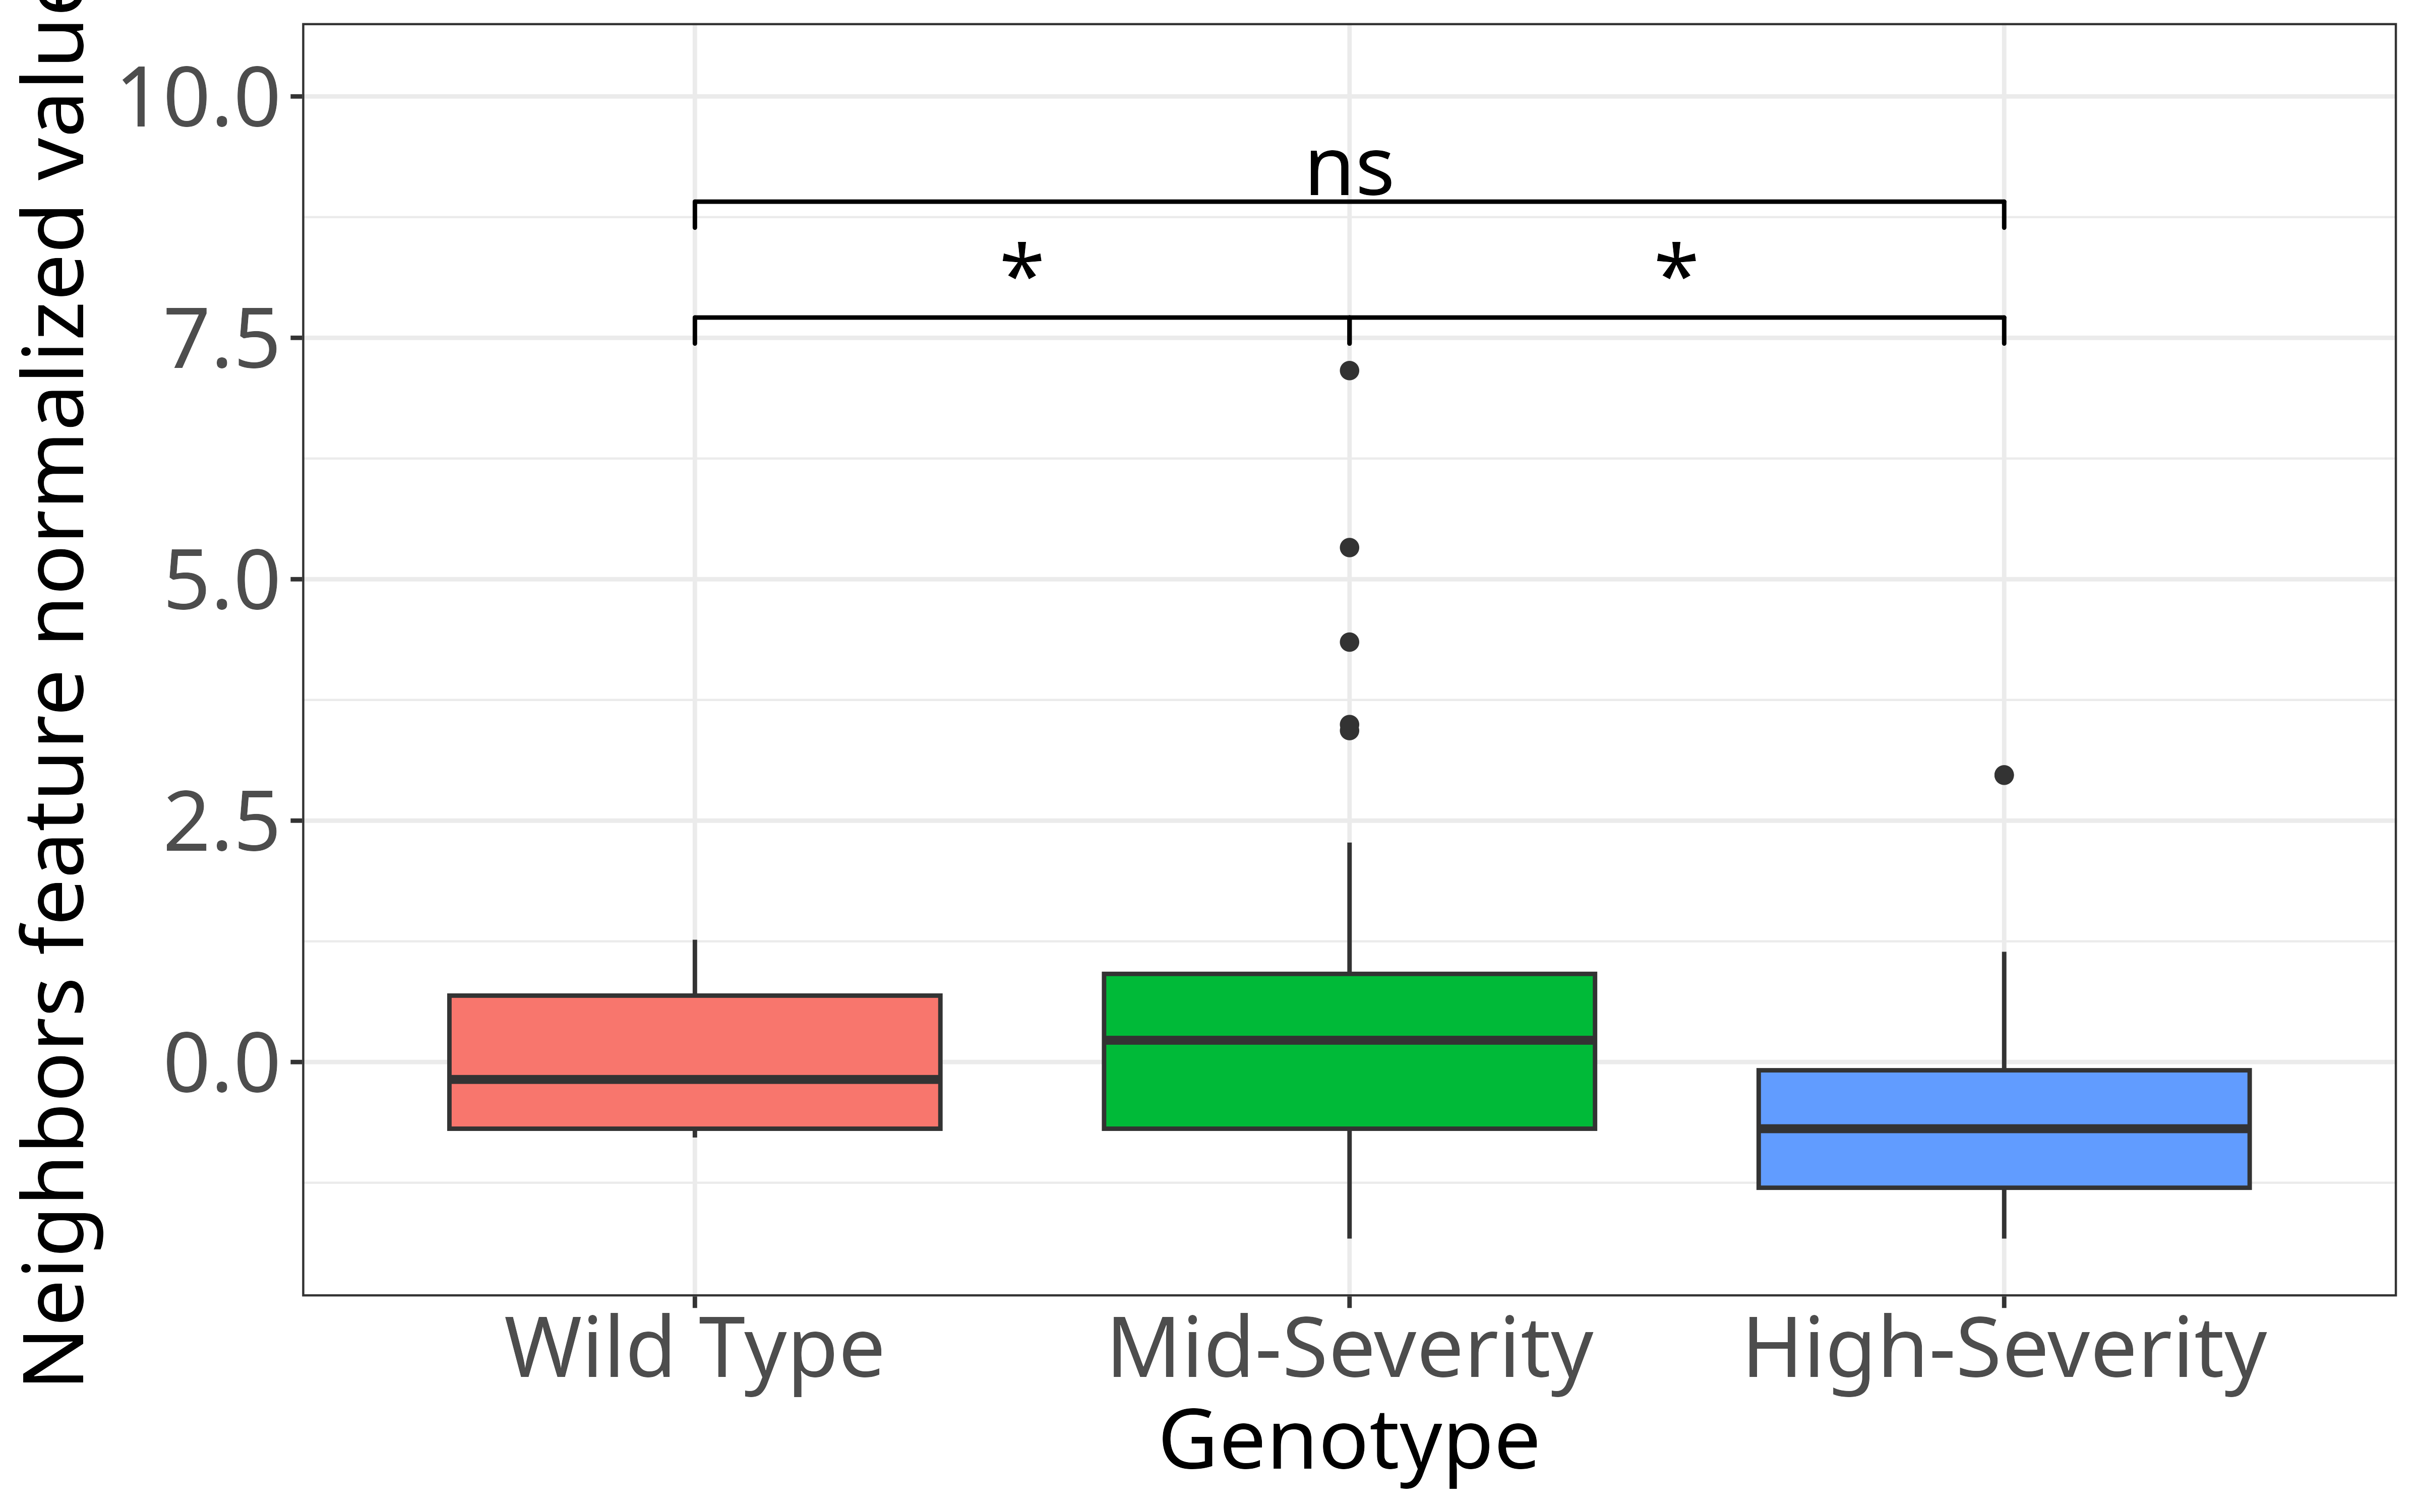 Neighbors feature normalized value
10.0
7.5
5.0
2.5
0.0
ns
* *
Wild Type Mid-Severity High-Severity
Genotype